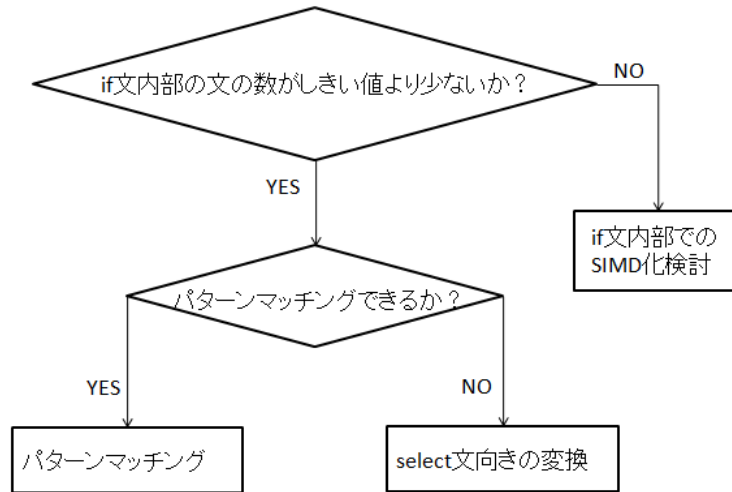 if文内部の文の数がしきい値より少ないか？
NO
YES
if文内部での
SIMD化検討
パターンマッチングできるか？
YES
NO
パターンマッチング
select文向きの変換